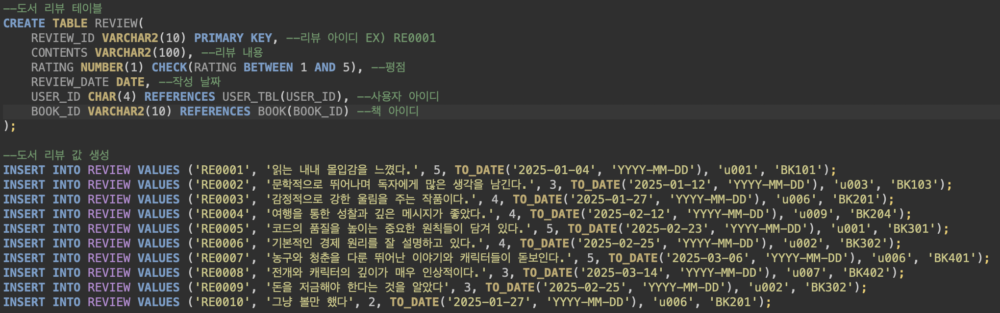 --도서 리뷰 테이블
CREATE TABLE REVIEW(
    REVIEW_ID VARCHAR2(10) PRIMARY KEY, --리뷰 아이디 EX) RE0001
    CONTENTS VARCHAR2(100), --리뷰 내용
    RATING NUMBER(1) CHECK(RATING BETWEEN 1 AND 5), --평점
    REVIEW_DATE DATE, --작성 날짜
    USER_ID CHAR(4) REFERENCES USER_TBL(USER_ID), --사용자 아이디
    BOOK_ID VARCHAR2(10) REFERENCES BOOK(BOOK_ID) --책 아이디
);
--도서 리뷰 값 생성
INSERT INTO REVIEW VALUES ('RE0001', '읽는 내내 몰입감을 느꼈다.', 5, TO_DATE('2025-01-04', 'YYYY-MM-DD'), 'u001', 'BK101');
INSERT INTO REVIEW VALUES ('RE0002', '문학적으로 뛰어나며 독자에게 많은 생각을 남긴다.', 3, TO_DATE('2025-01-12', 'YYYY-MM-DD'), 'u003', 'BK103');
INSERT INTO REVIEW VALUES ('RE0003', '감정적으로 강한 울림을 주는 작품이다.', 4, TO_DATE('2025-01-27', 'YYYY-MM-DD'), 'u006', 'BK201');
INSERT INTO REVIEW VALUES ('RE0004', '여행을 통한 성찰과 깊은 메시지가 좋았다.', 4, TO_DATE('2025-02-12', 'YYYY-MM-DD'), 'u009', 'BK204');
INSERT INTO REVIEW VALUES ('RE0005', '코드의 품질을 높이는 중요한 원칙들이 담겨 있다.', 5, TO_DATE('2025-02-23', 'YYYY-MM-DD'), 'u001', 'BK301');
INSERT INTO REVIEW VALUES ('RE0006', '기본적인 경제 원리를 잘 설명하고 있다.', 4, TO_DATE('2025-02-25', 'YYYY-MM-DD'), 'u002', 'BK302');
INSERT INTO REVIEW VALUES ('RE0007', '농구와 청춘을 다룬 뛰어난 이야기와 캐릭터들이 돋보인다.', 5, TO_DATE('2025-03-06', 'YYYY-MM-DD'), 'u006', 'BK401');
INSERT INTO REVIEW VALUES ('RE0008', '전개와 캐릭터의 깊이가 매우 인상적이다.', 3, TO_DATE('2025-03-14', 'YYYY-MM-DD'), 'u007', 'BK402');
INSERT INTO REVIEW VALUES ('RE0009', '돈을 저금해야 한다는 것을 알았다', 3, TO_DATE('2025-02-25', 'YYYY-MM-DD'), 'u002', 'BK302');
INSERT INTO REVIEW VALUES ('RE0010', '그냥 볼만 했다', 2, TO_DATE('2025-01-27', 'YYYY-MM-DD'), 'u006', 'BK201');